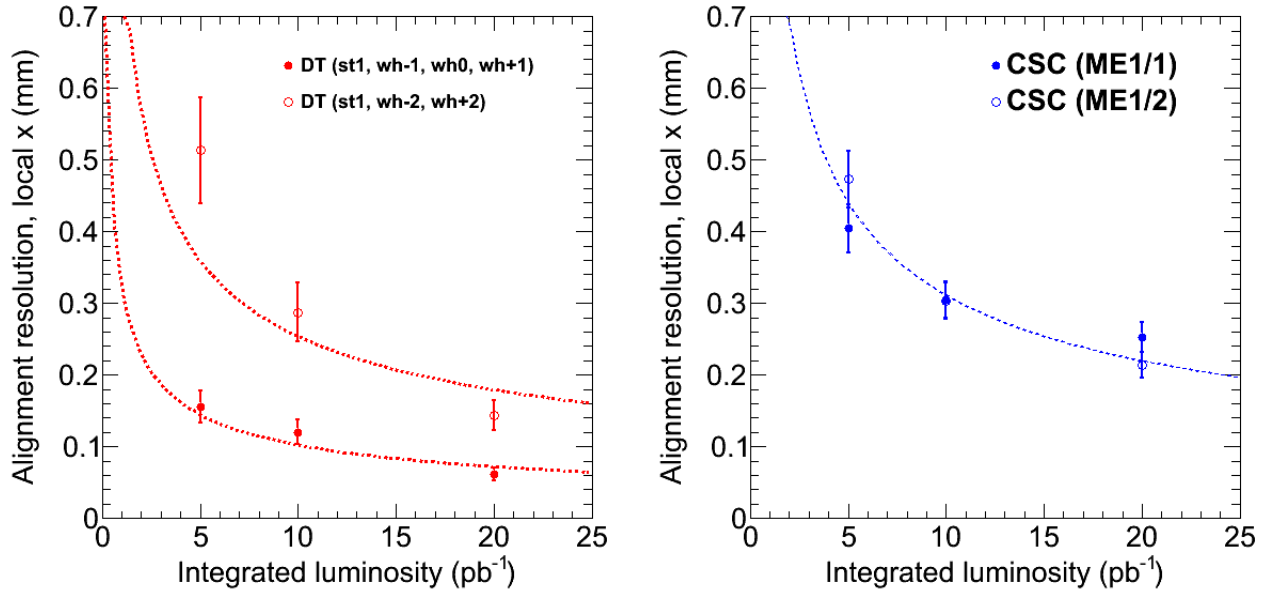 Alignment resolution, local x (mm)
0.7
0.6
0.5
0.4
0.3
0.2
0.1
0
DT (st1, wh-1, wh0, wh+1)
DT (st1, wh-2, wh+2)
0 5 10 15 20 25
Integrated luminosity (pb⁻¹)
Alignment resolution, local x (mm)
0.7
0.6
0.5
0.4
0.3
0.2
0.1
0
CSC (ME1/1)
CSC (ME1/2)
0 5 10 15 20 25
Integrated luminosity (pb⁻¹)